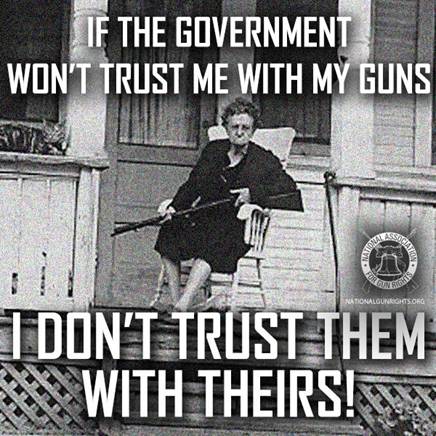 IF THE GOVERNMENT
WON'T TRUST ME WITH MY GUNS
NATIONAL ASSOCIATION
FOR GUN RIGHTS
NATIONALGUNRIGHTS.ORG
I DON'T TRUST THEM
WITH THEIRS!